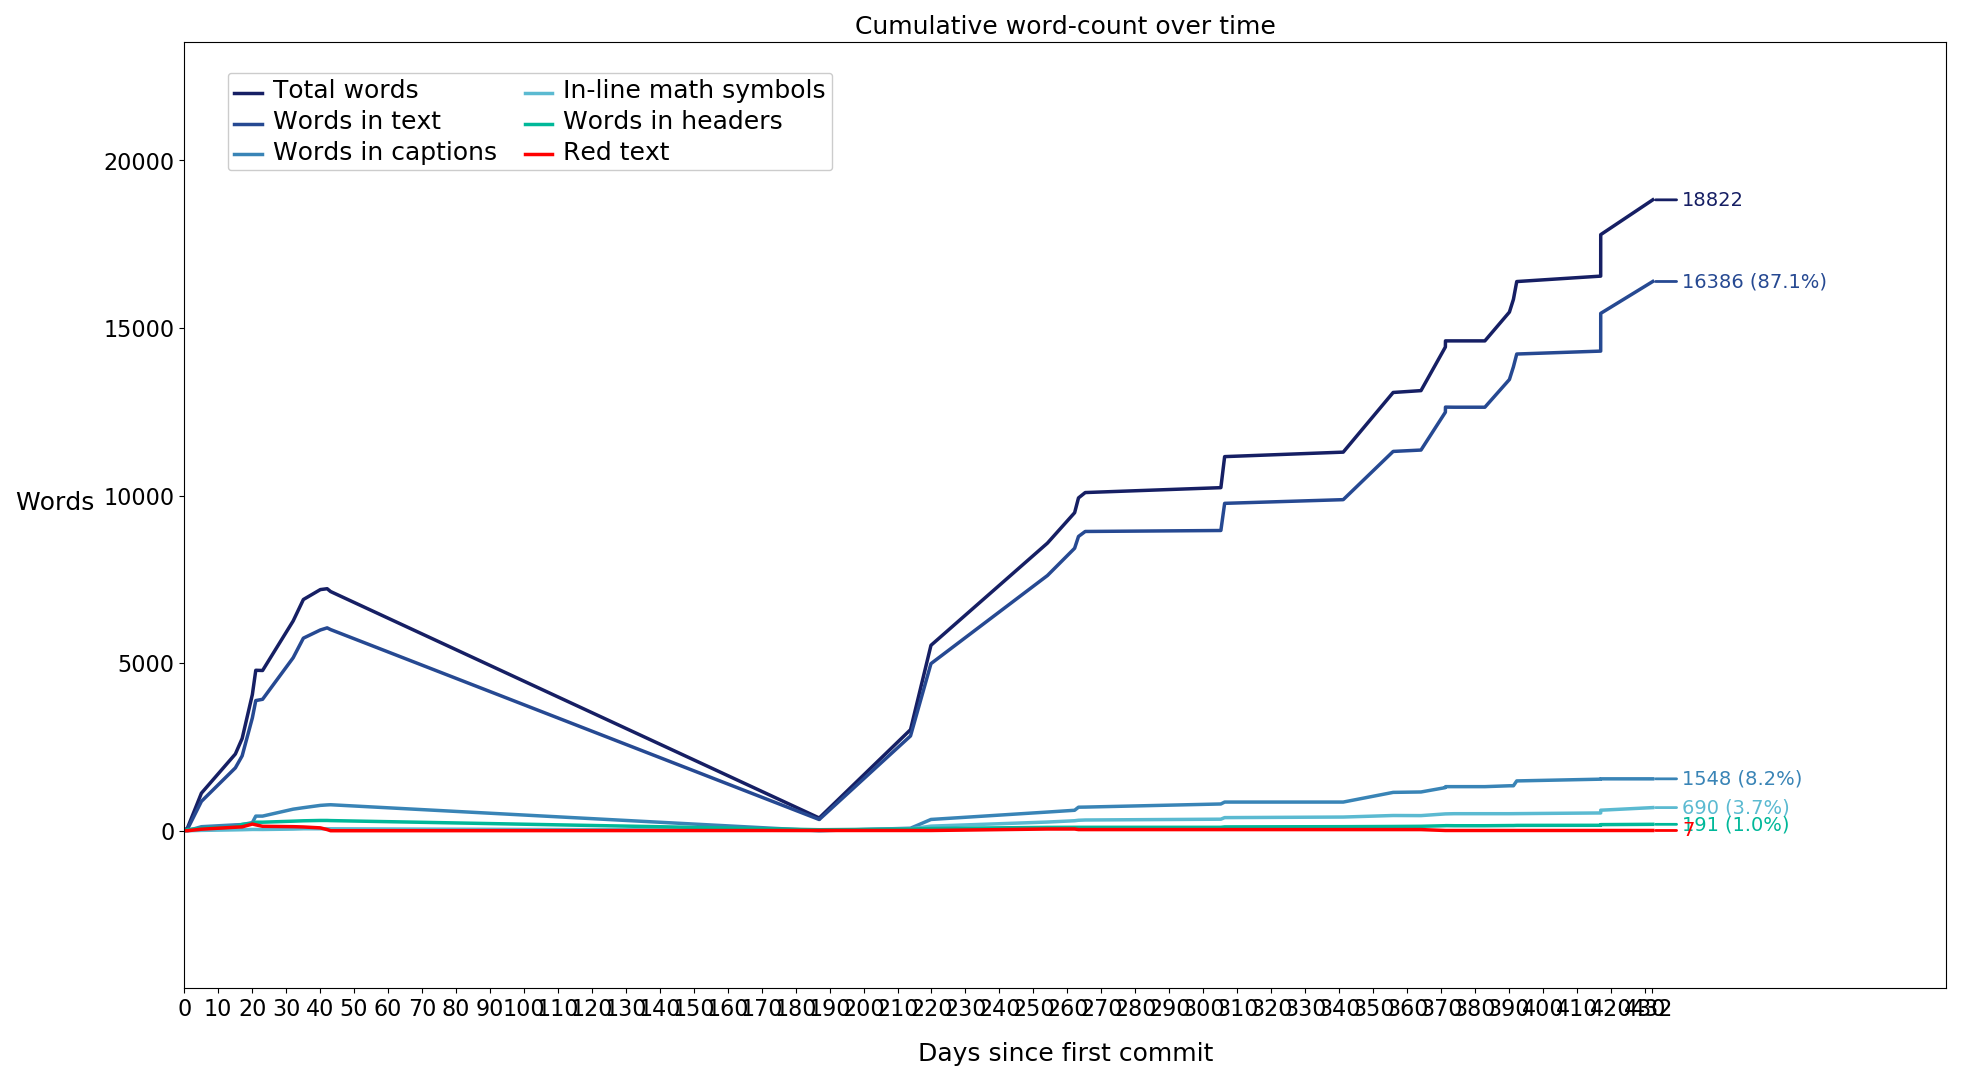 Cumulative word-count over time
Total words
Words in text
Words in captions
In-line math symbols
Words in headers
Red text
20000
15000
10000
5000
0
Words
18822
16386 (87.1%)
1548 (8.2%)
690 (3.7%)
191 (1.0%)
7
0 10 20 30 40 50 60 70 80 90 100 110 120 130 140 150 160 170 180 190 200 210 220 230 240 250 260 270 280 290 300 310 320 330 340 350 360 370 380 390 400 410 420 430 432
Days since first commit